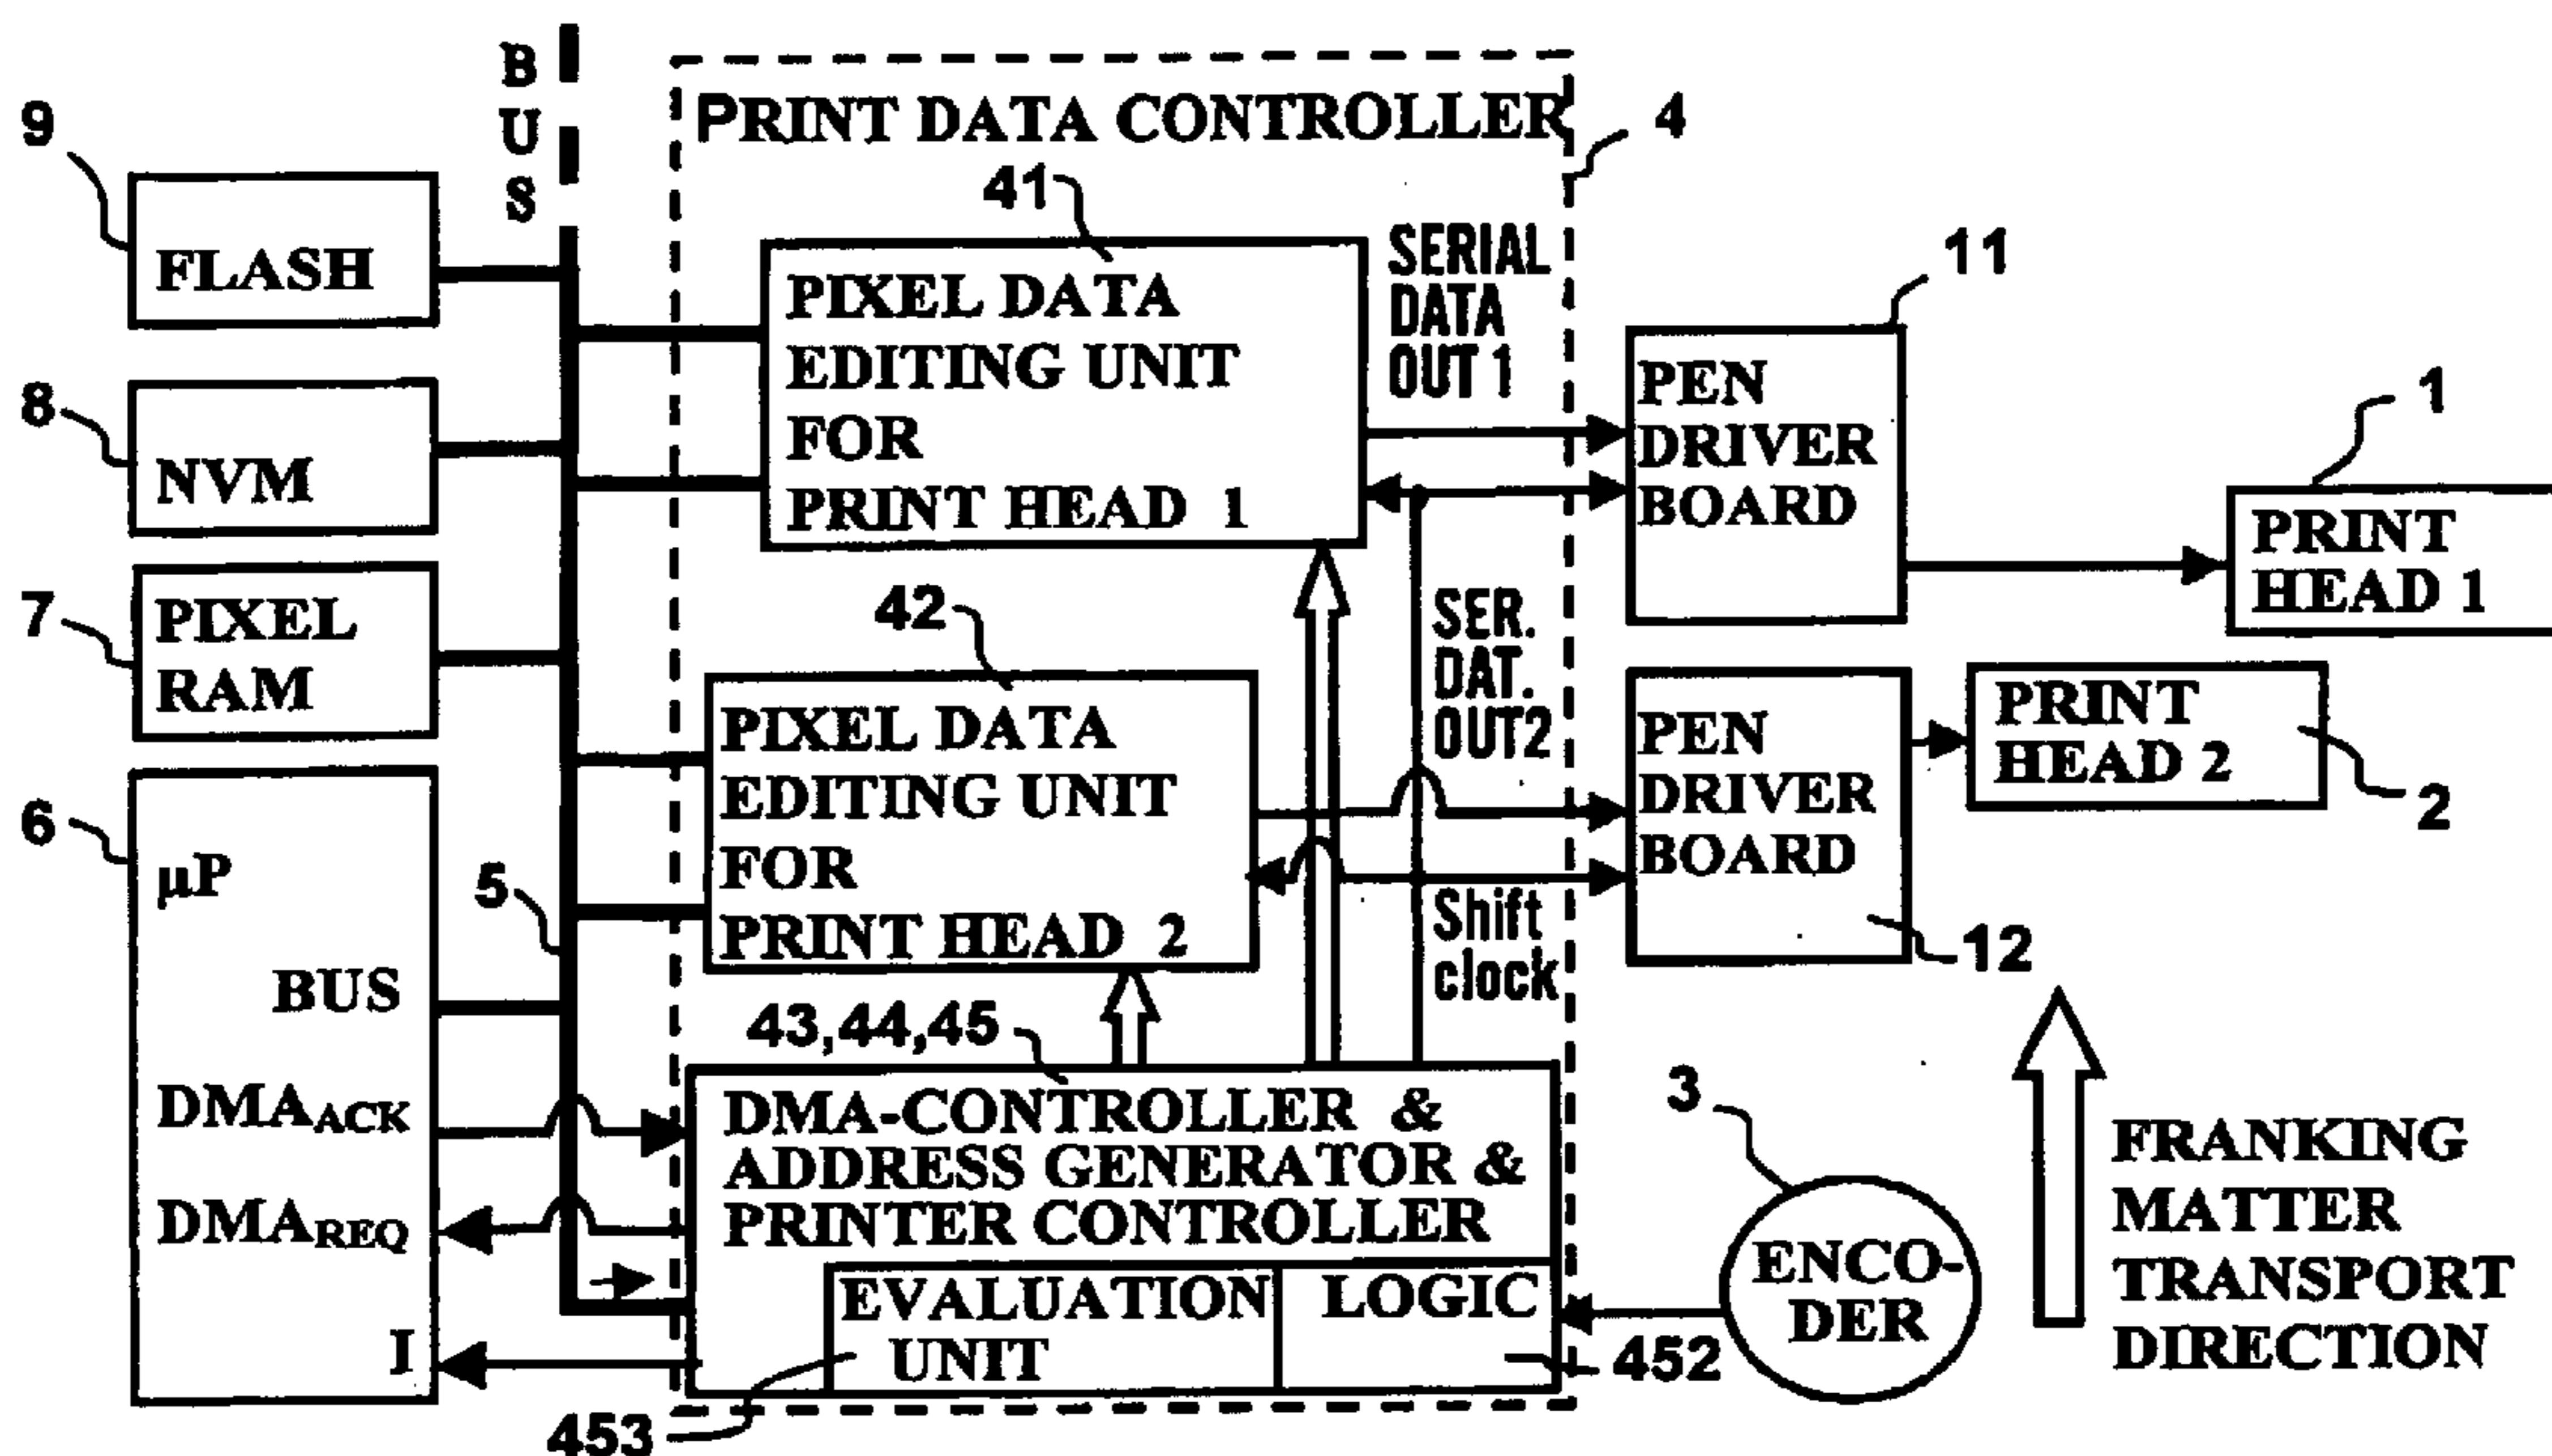 B
U
S
9
FLASH
8
NVM
7
PIXEL
RAM
6
µP
BUS
DMAACK
DMAREQ
I
5
PRINT DATA CONTROLLER
4
41
PIXEL DATA
EDITING UNIT
FOR
PRINT HEAD 1
SERIAL
DATA
OUT 1
42
PIXEL DATA
EDITING UNIT
FOR
PRINT HEAD 2
SER.
DAT.
OUT2
Shift
clock
43,44,45
DMA-CONTROLLER &
ADDRESS GENERATOR &
PRINTER CONTROLLER
EVALUATION
UNIT
LOGIC
453
452
11
PEN
DRIVER
BOARD
1
PRINT
HEAD 1
PEN
DRIVER
BOARD
12
PRINT
HEAD 2
2
3
ENCO-
DER
FRANKING
MATTER
TRANSPORT
DIRECTION